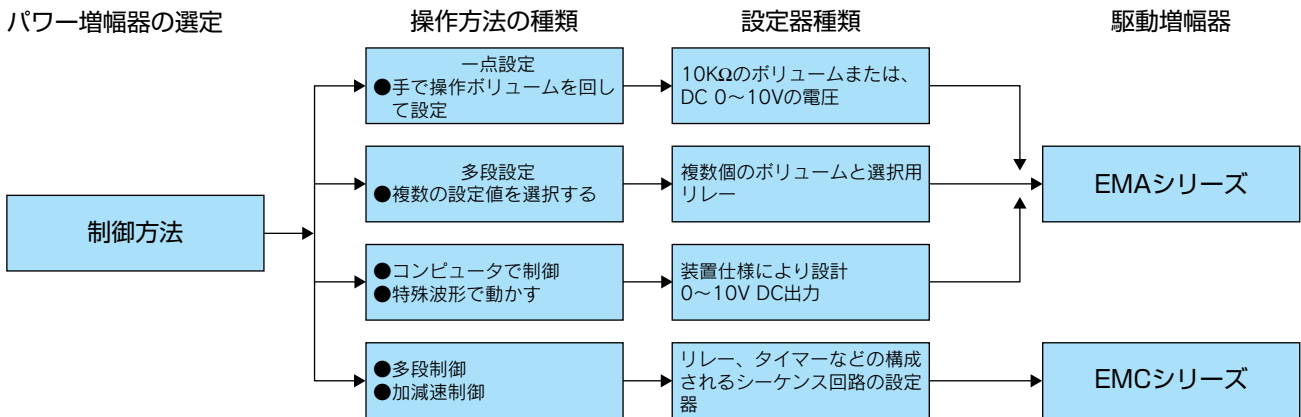 パワー増幅器の選定
操作方法の種類
設定器種類
駆動増幅器
制御方法
一点設定
●手で操作ボリュームを回し
て設定
10KΩのボリュームまたは、
DC 0〜10Vの電圧
多段設定
●複数の設定値を選択する
複数個のボリュームと選択用
リレー
EMAシリーズ
●コンピュータで制御
●特殊波形で動かす
装置仕様により設計
0〜10V DC出力
●多段制御
●加減速制御
リレー、タイマーなどの構成
されるシーケンス回路の設定
器
EMCシリーズ